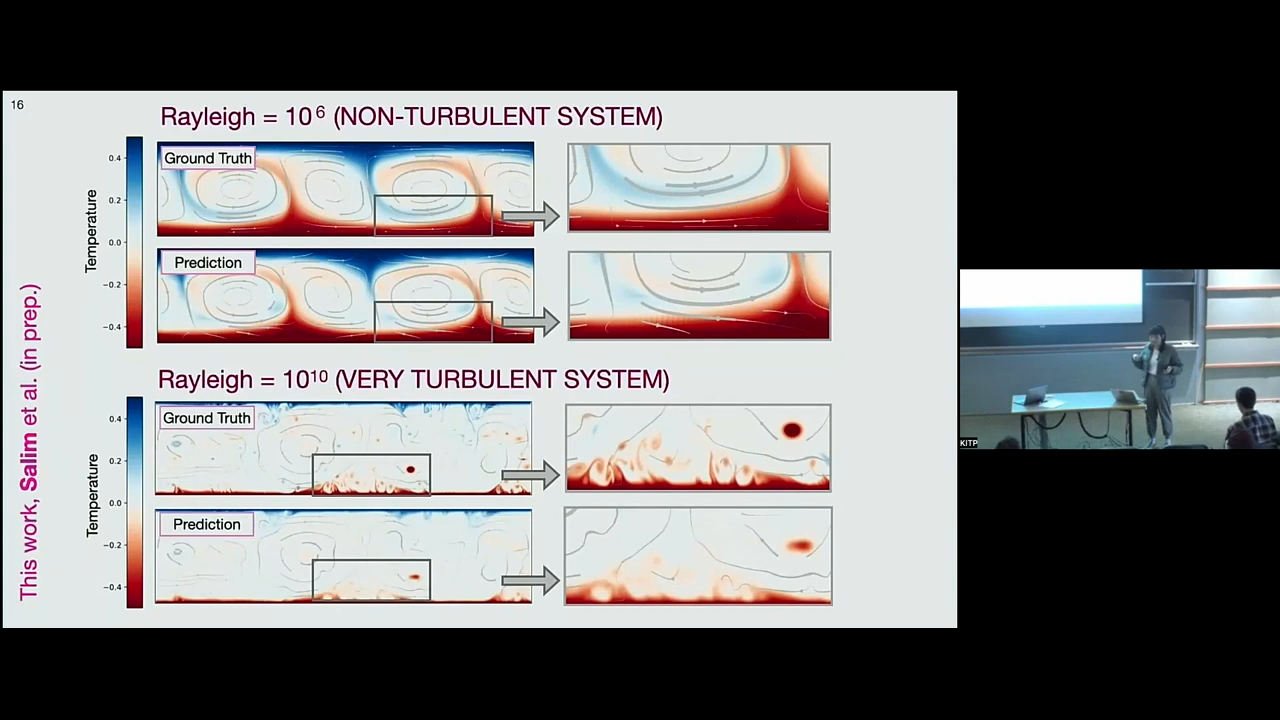 16
Rayleigh = 10⁶ (NON-TURBULENT SYSTEM)
Ground Truth
Prediction
Temperature
0.4
0.2
0.0
−0.2
−0.4
Rayleigh = 10¹⁰ (VERY TURBULENT SYSTEM)
Ground Truth
Prediction
Temperature
0.4
0.2
0.0
−0.2
−0.4
This work, Salim et al. (in prep.)
KITP